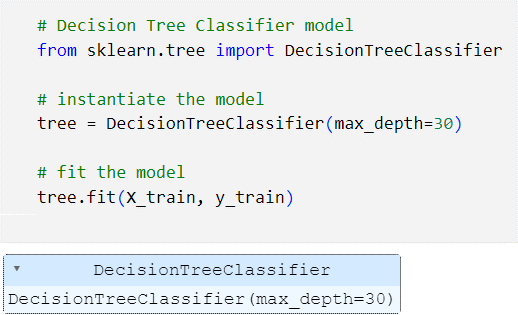 # Decision Tree Classifier model
from sklearn.tree import DecisionTreeClassifier
# instantiate the model
tree = DecisionTreeClassifier(max_depth=30)
# fit the model
tree.fit(X_train, y_train)
DecisionTreeClassifier
DecisionTreeClassifier(max_depth=30)